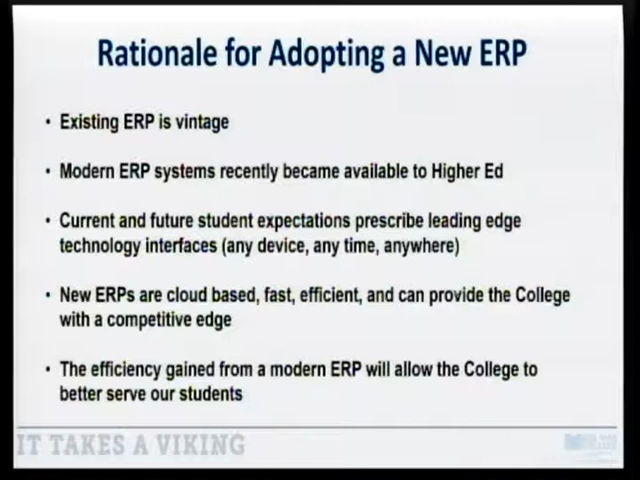 Rationale for Adopting a New ERP
• Existing ERP is vintage
• Modern ERP systems recently became available to Higher Ed
• Current and future student expectations prescribe leading edge
technology interfaces (any device, any time, anywhere)
• New ERPs are cloud based, fast, efficient, and can provide the College
with a competitive edge
• The efficiency gained from a modern ERP will allow the College to
better serve our students
IT TAKES A VIKING